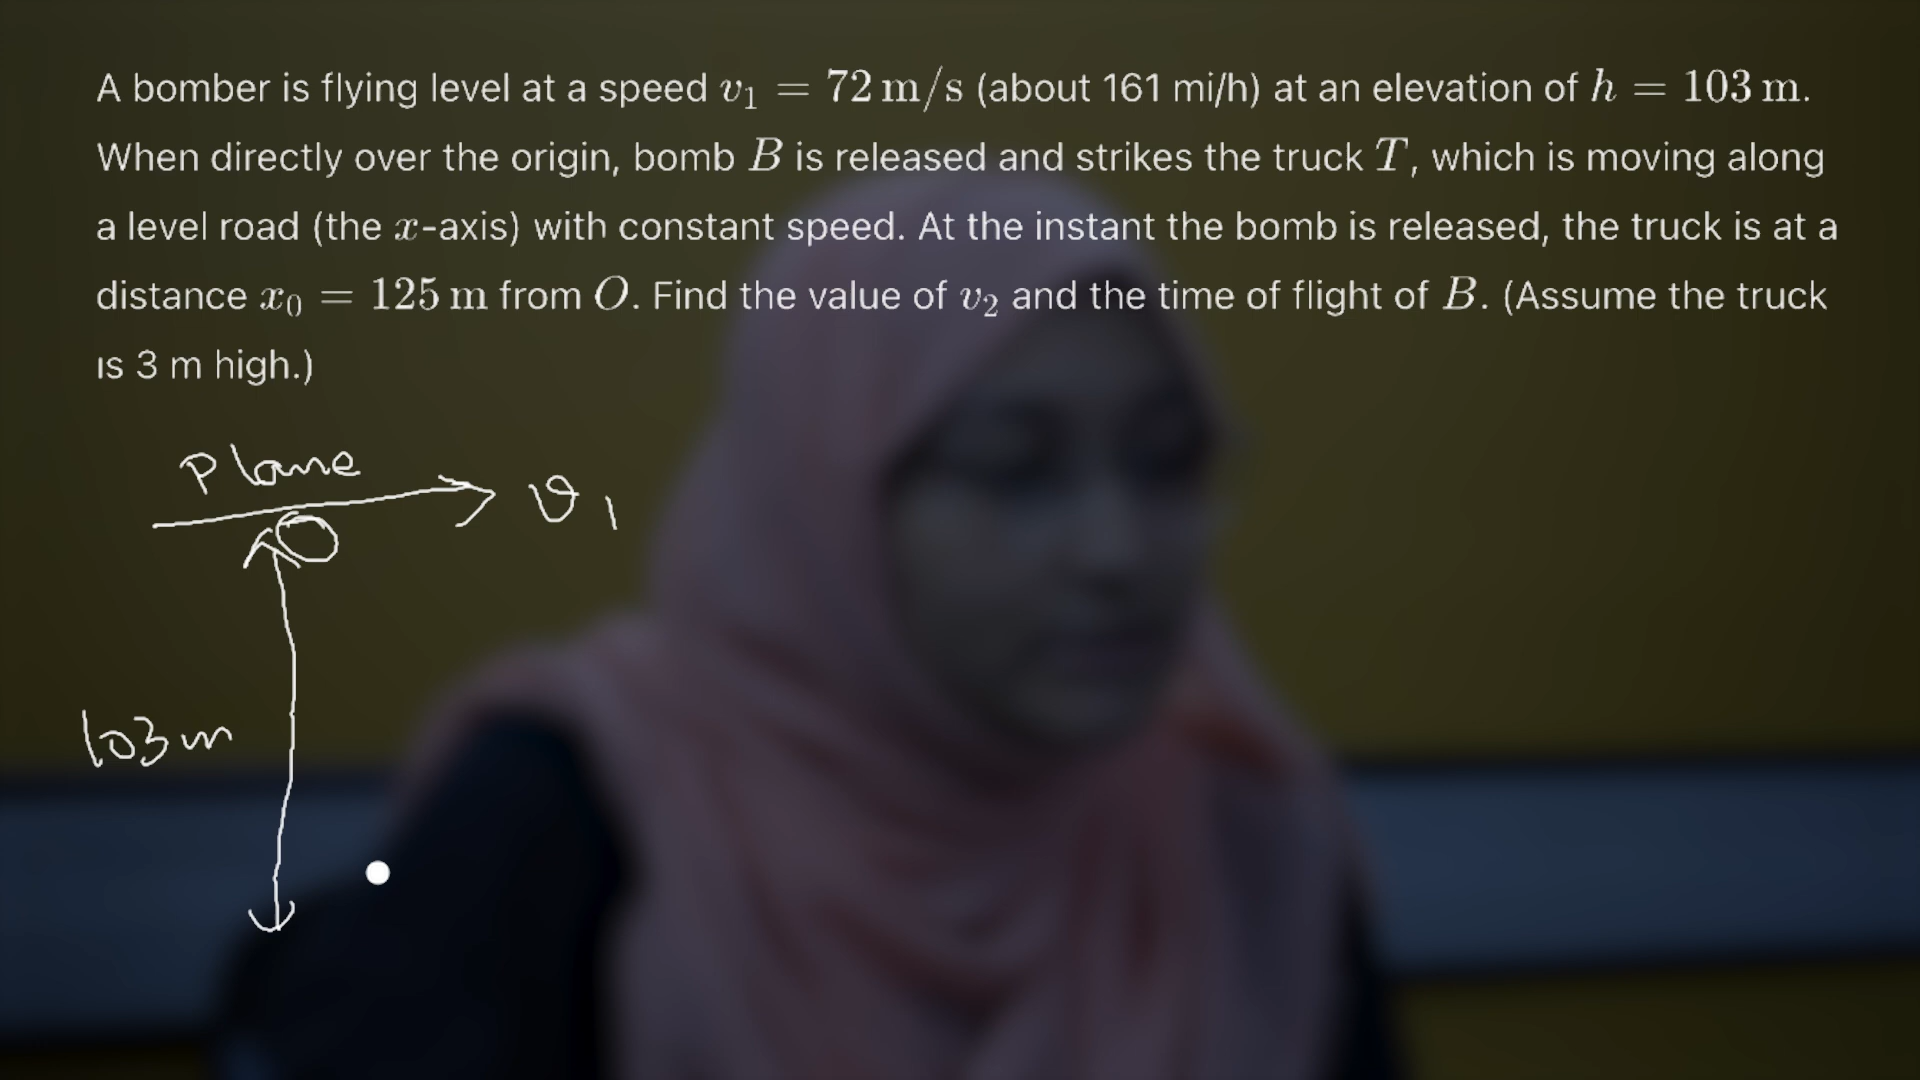 A bomber is flying level at a speed v₁ = 72 m/s (about 161 mi/h) at an elevation of h = 103 m.
When directly over the origin, bomb B is released and strikes the truck T, which is moving along
a level road (the x-axis) with constant speed. At the instant the bomb is released, the truck is at a
distance x₀ = 125 m from O. Find the value of v₂ and the time of flight of B. (Assume the truck
is 3 m high.)
Plane
v₁
103 m